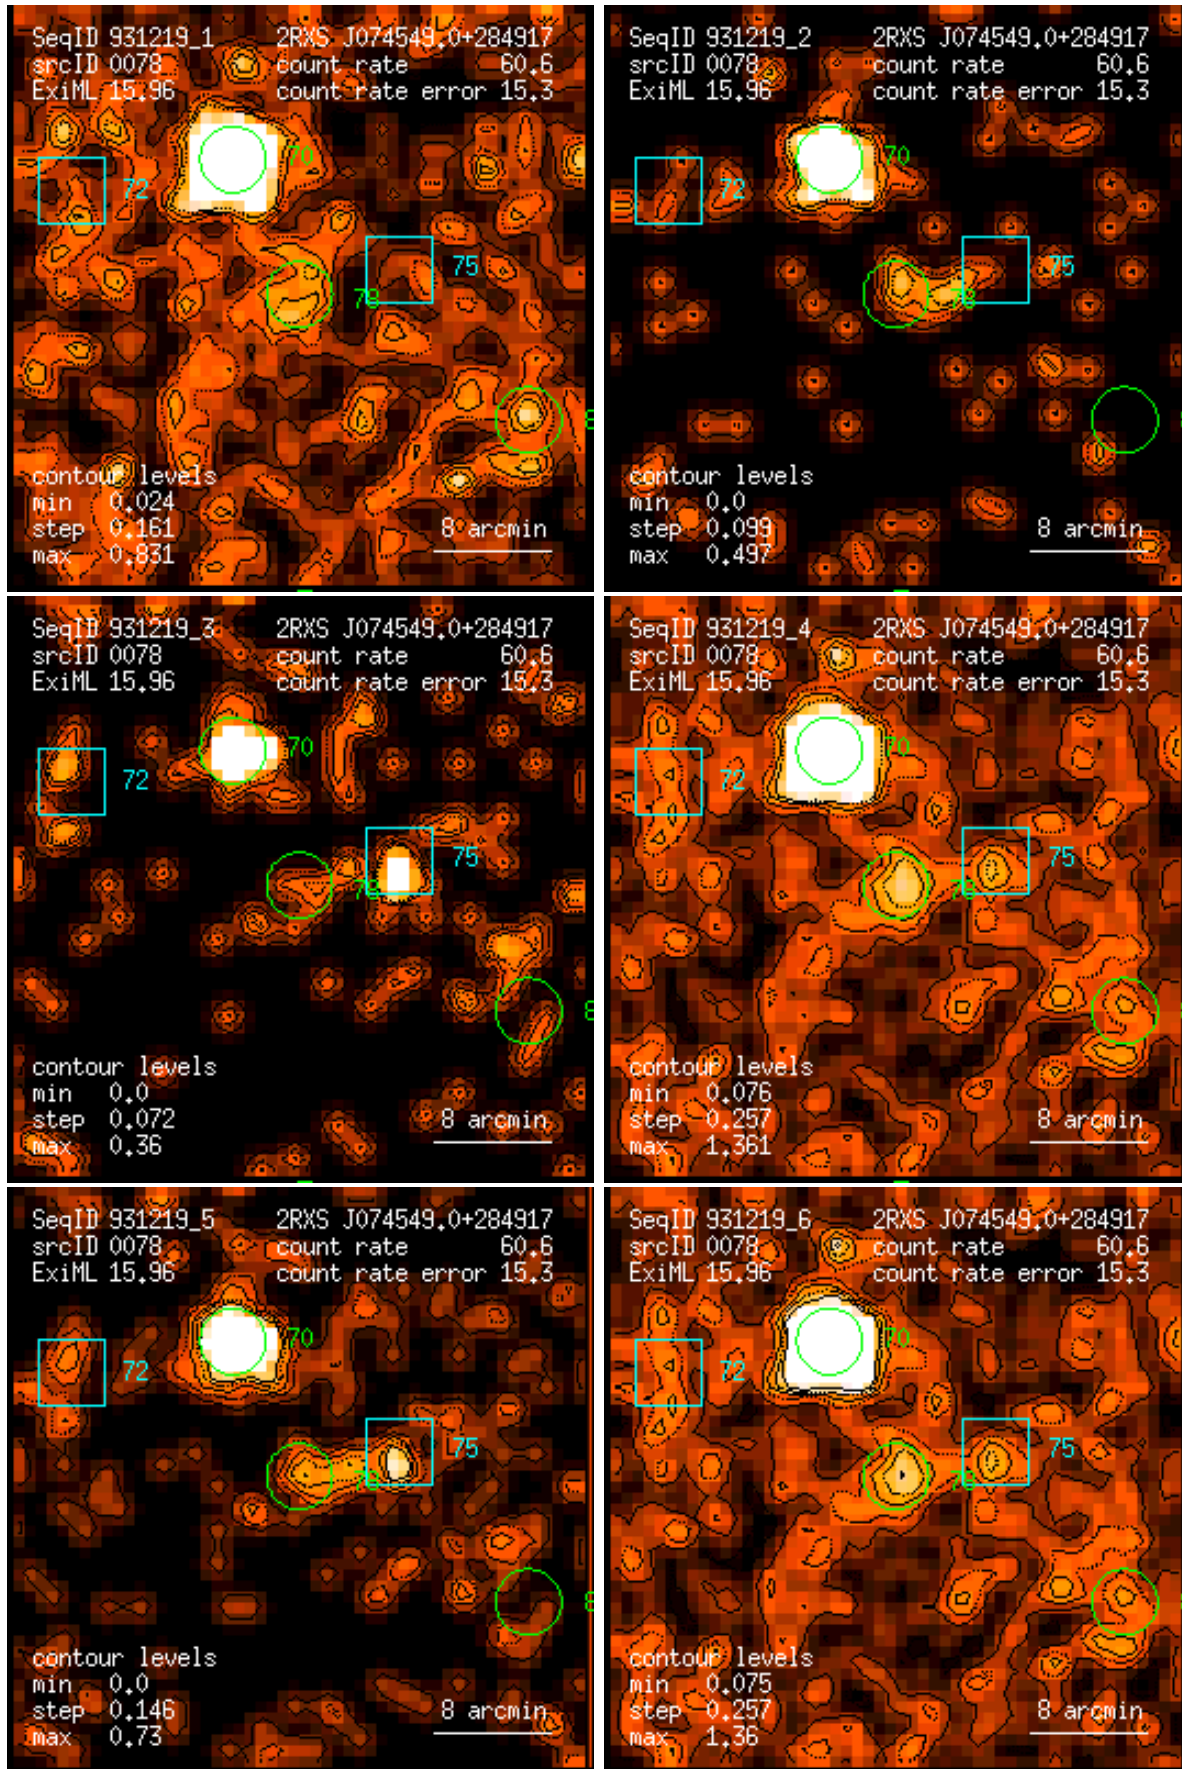 SeqID 931219_1 2RXS J074549.0+284917
srcID 0078 count rate 60.6
ExiML 15.96 count rate error 15.3
70
72
75
78
8
contour levels
min 0.024
step 0.161
max 0.831
8 arcmin
SeqID 931219_2 2RXS J074549.0+284917
srcID 0078 count rate 60.6
ExiML 15.96 count rate error 15.3
70
72
75
78
contour levels
min 0.0
step 0.099
max 0.497
8 arcmin
SeqID 931219_3 2RXS J074549.0+284917
srcID 0078 count rate 60.6
ExiML 15.96 count rate error 15.3
70
72
75
78
8
contour levels
min 0.0
step 0.072
max 0.36
8 arcmin
SeqID 931219_4 2RXS J074549.0+284917
srcID 0078 count rate 60.6
ExiML 15.96 count rate error 15.3
70
72
75
78
contour levels
min 0.076
step 0.257
max 1.361
8 arcmin
SeqID 931219_5 2RXS J074549.0+284917
srcID 0078 count rate 60.6
ExiML 15.96 count rate error 15.3
70
72
75
78
8
contour levels
min 0.0
step 0.146
max 0.73
8 arcmin
SeqID 931219_6 2RXS J074549.0+284917
srcID 0078 count rate 60.6
ExiML 15.96 count rate error 15.3
70
72
75
78
contour levels
min 0.075
step 0.257
max 1.36
8 arcmin